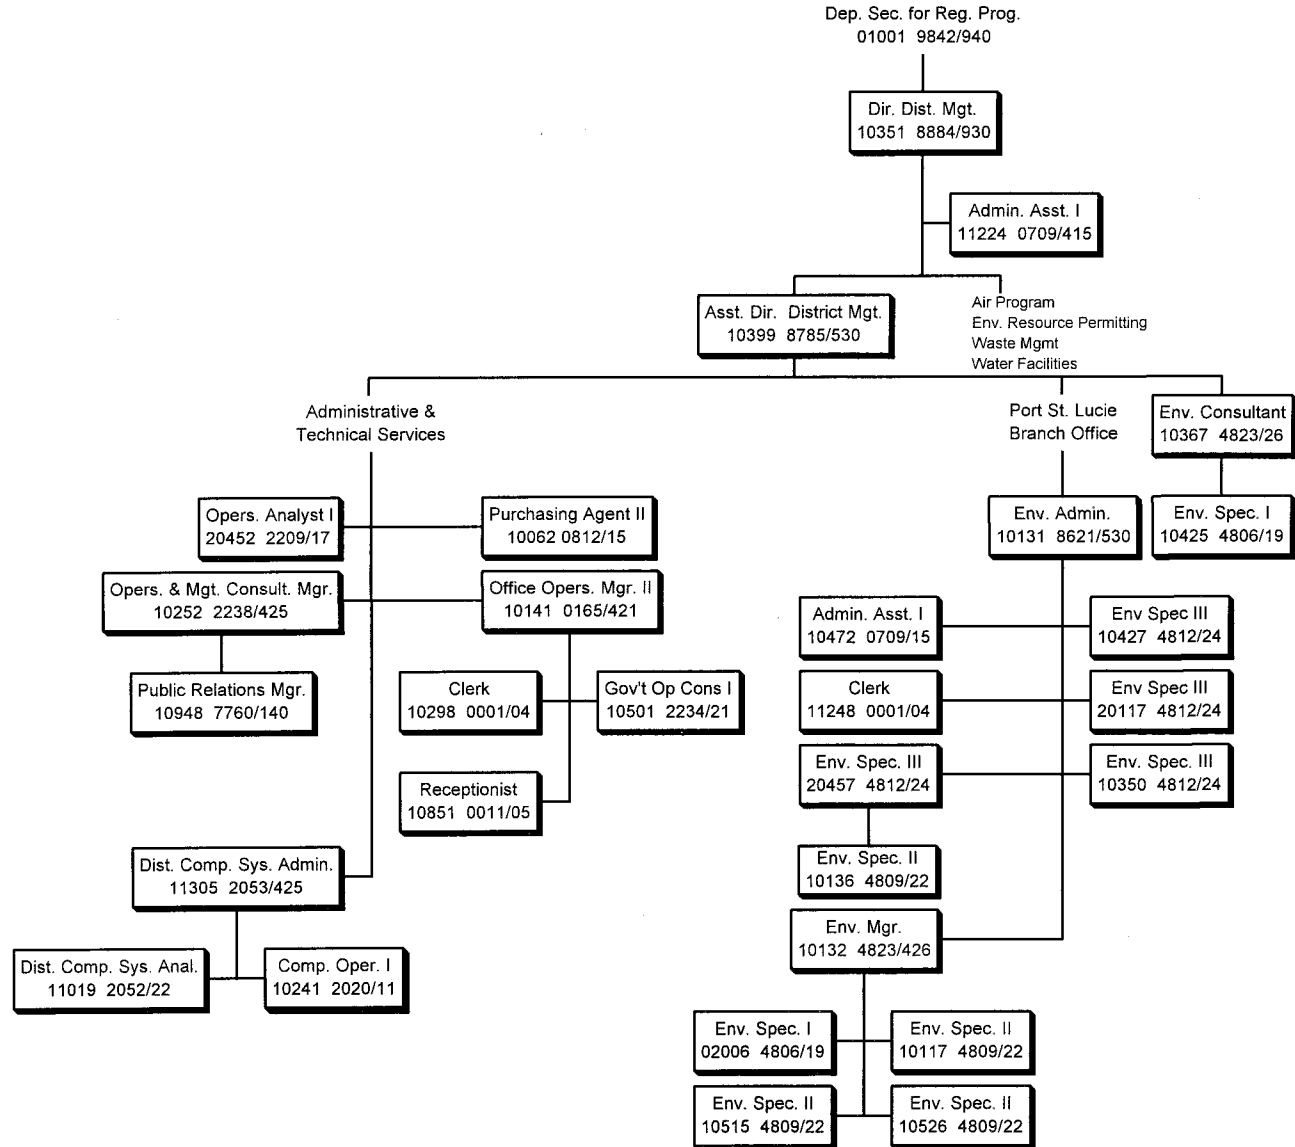 Dep. Sec. for Reg. Prog.
01001 9842/940
Dir. Dist. Mgt.
10351 8884/930
Admin. Asst. I
11224 0709/415
Asst. Dir. District Mgt.
10399 8785/530
Air Program
Env. Resource Permitting
Waste Mgmt
Water Facilities
Administrative &
Technical Services
Port St. Lucie
Branch Office
Env. Consultant
10367 4823/26
Opers. Analyst I
20452 2209/17
Purchasing Agent II
10062 0812/15
Env. Admin.
10131 8621/530
Env. Spec. I
10425 4806/19
Opers. & Mgt. Consult. Mgr.
10252 2238/425
Office Opers. Mgr. II
10141 0165/421
Admin. Asst. I
10472 0709/15
Env Spec III
10427 4812/24
Public Relations Mgr.
10948 7760/140
Clerk
10298 0001/04
Gov't Op Cons I
10501 2234/21
Clerk
11248 0001/04
Env Spec III
20117 4812/24
Receptionist
10851 0011/05
Env. Spec. III
20457 4812/24
Env. Spec. III
10350 4812/24
Dist. Comp. Sys. Admin.
11305 2053/425
Env. Spec. II
10136 4809/22
Env. Mgr.
10132 4823/426
Dist. Comp. Sys. Anal.
11019 2052/22
Comp. Oper. I
10241 2020/11
Env. Spec. I
02006 4806/19
Env. Spec. II
10117 4809/22
Env. Spec. II
10515 4809/22
Env. Spec. II
10526 4809/22